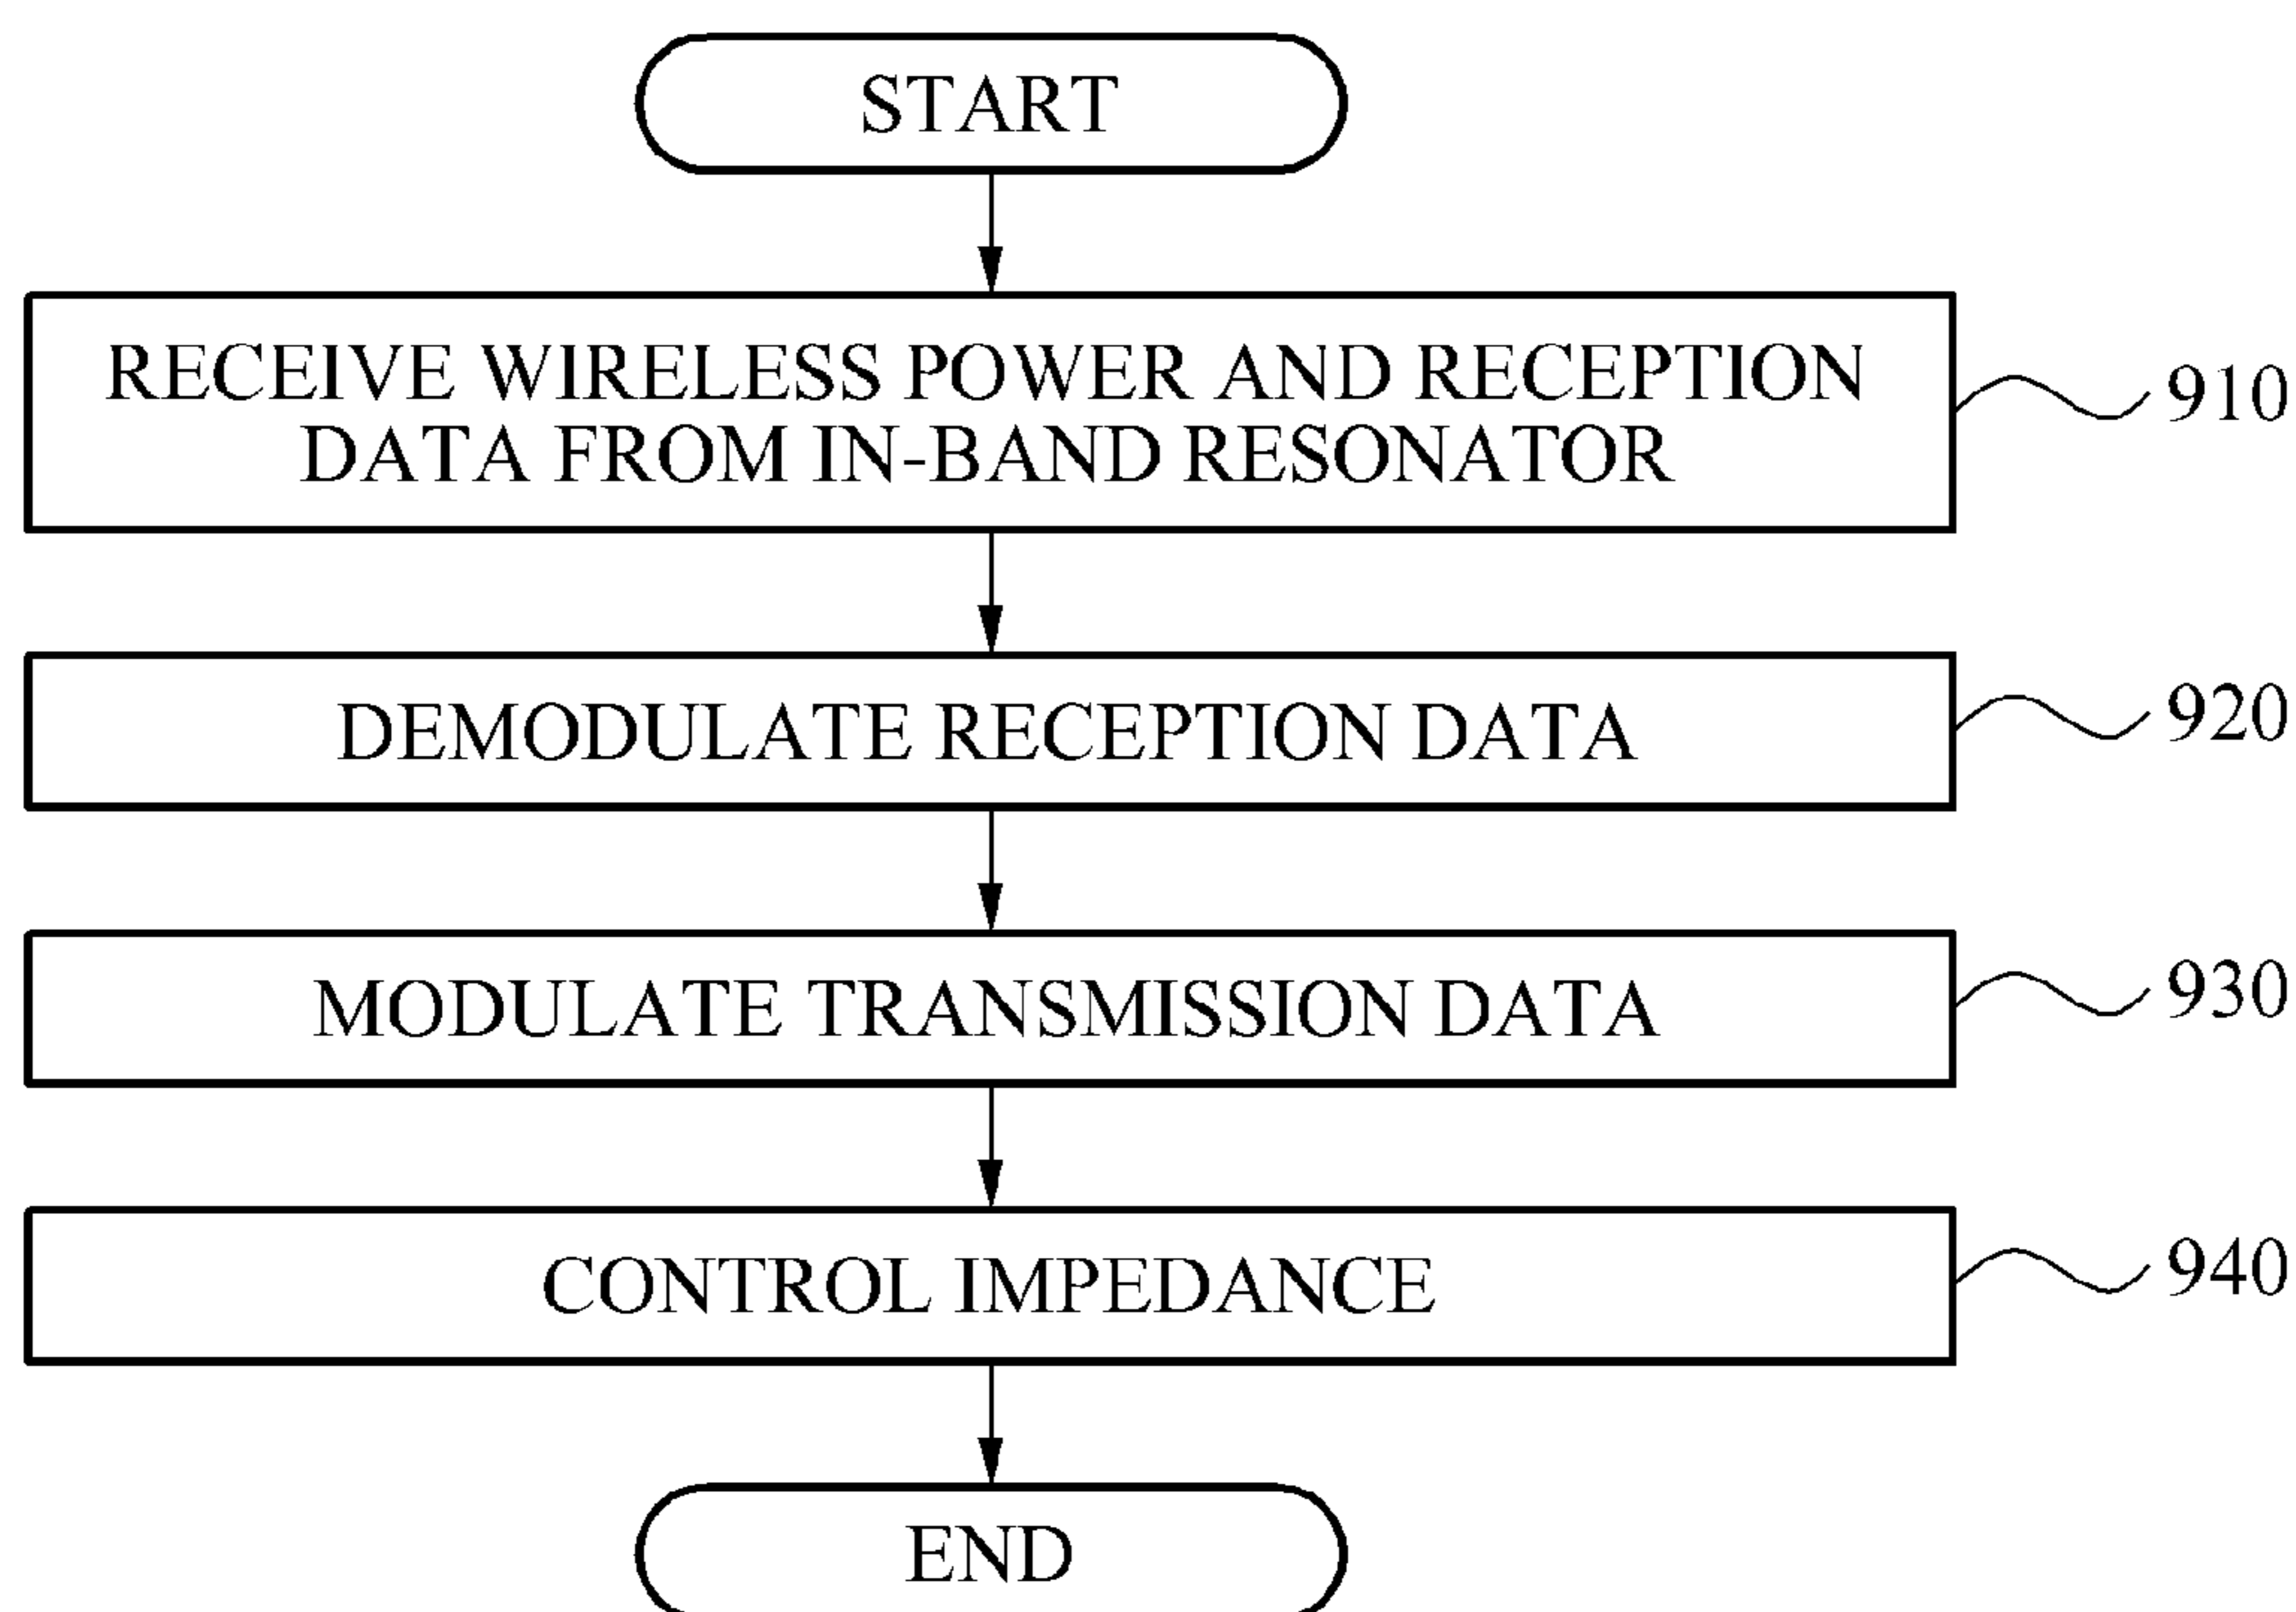 START
RECEIVE WIRELESS POWER AND RECEPTION
DATA FROM IN-BAND RESONATOR
910
DEMODULATE RECEPTION DATA
920
MODULATE TRANSMISSION DATA
930
CONTROL IMPEDANCE
940
END